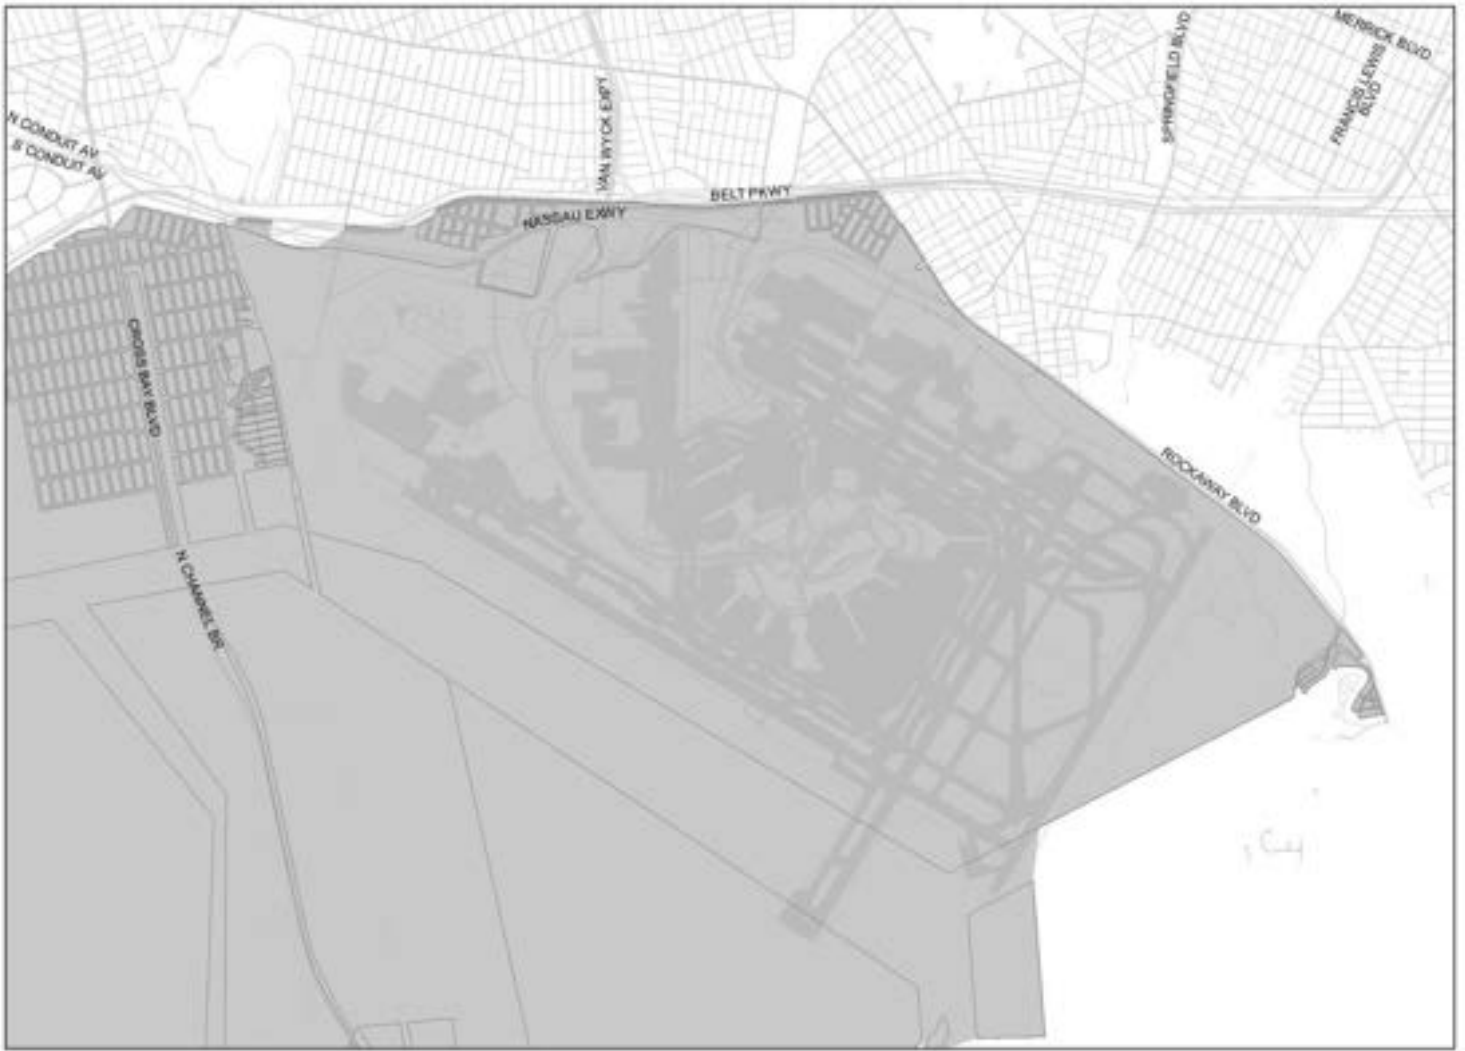 MERRICK BLVD
SPRINGFIELD BLVD
FRANCIS LEWIS
BLVD
VAN WYCK EXPY
N CONDUIT AV
S CONDUIT AV
BELT PKWY
NASSAU EXWY
CROSS BAY BLVD
ROCKAWAY BLVD
N CHANNEL BR